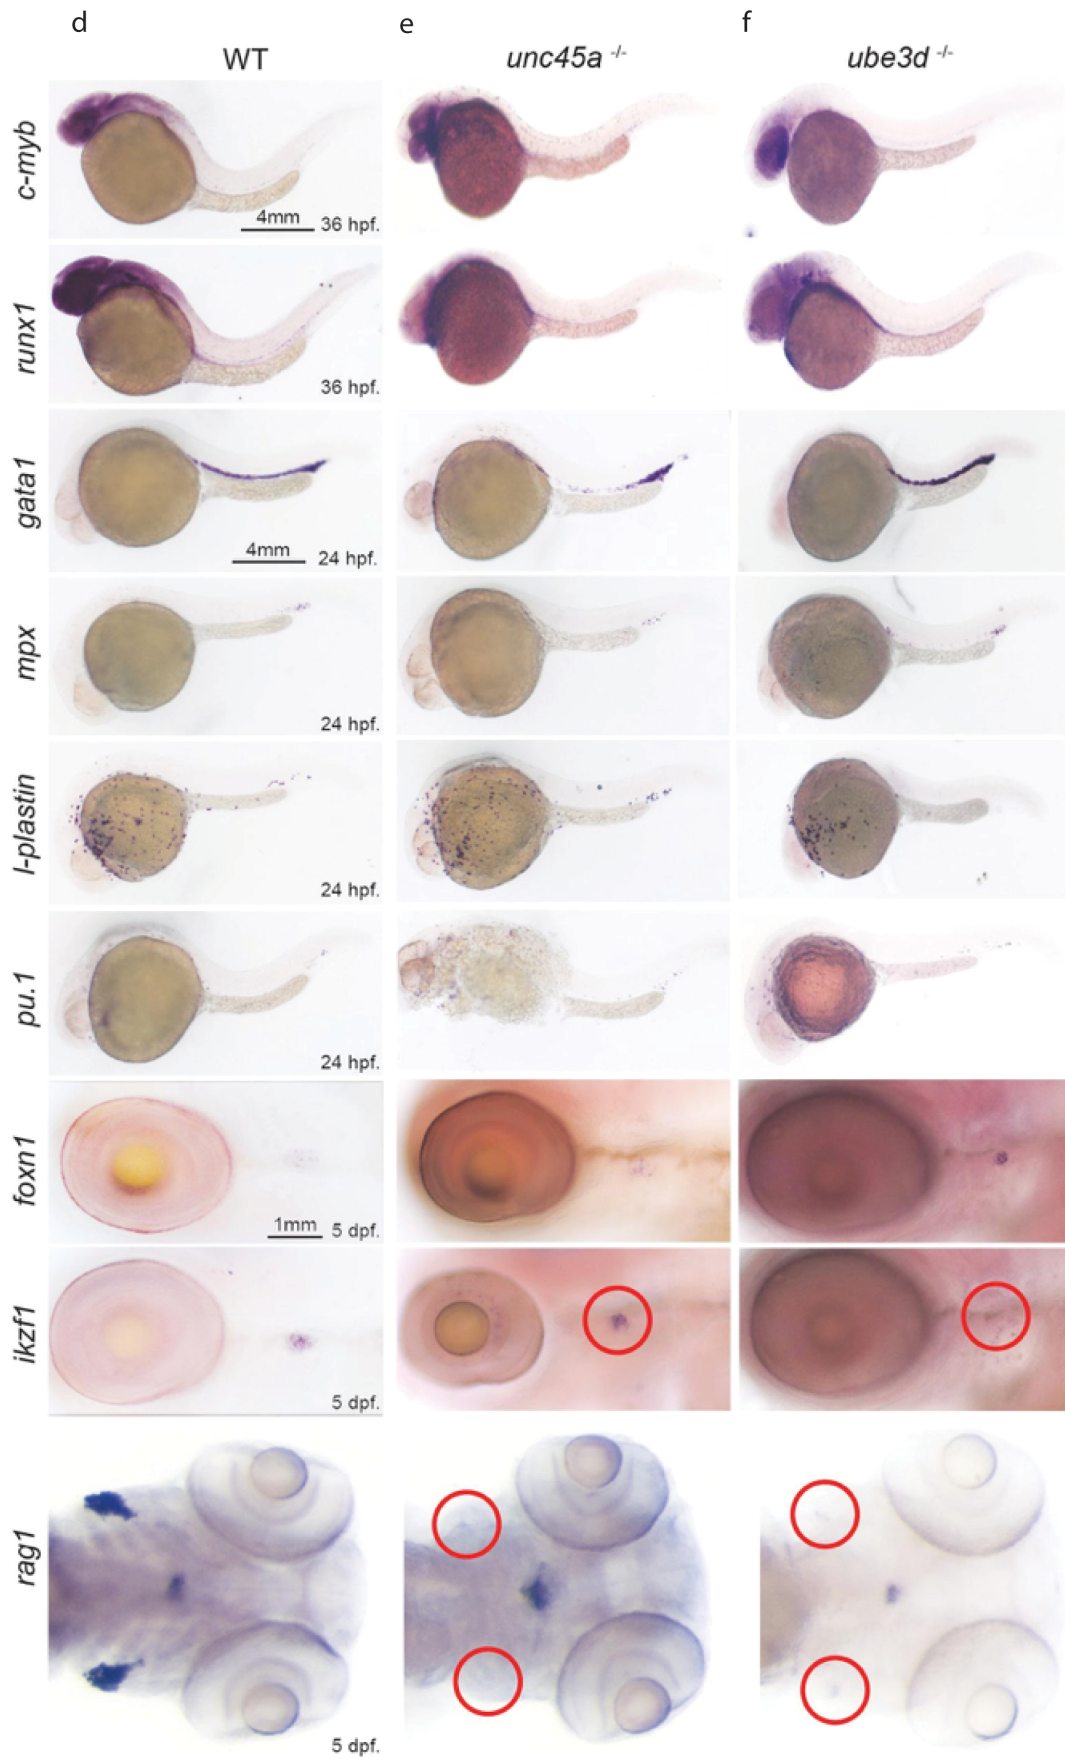 d e f
WT unc45a -/- ube3d -/-
c-myb
4mm 36 hpf.
runx1
36 hpf.
gata1
4mm 24 hpf.
mpx
24 hpf.
l-plastin
24 hpf.
pu.1
24 hpf.
foxn1
1mm 5 dpf.
ikzf1
5 dpf.
rag1
5 dpf.